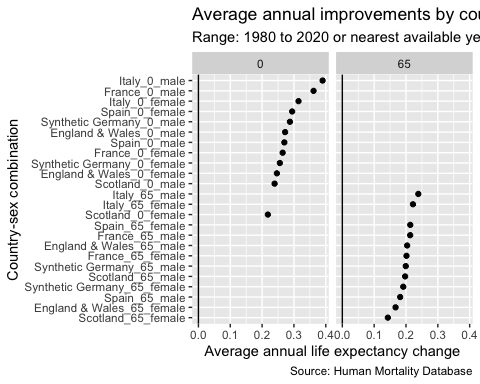 Average annual improvements by cou
Range: 1980 to 2020 or nearest available ye
0 65
Italy_0_male
France_0_male
Italy_0_female
Spain_0_female
Synthetic Germany_0_male
England & Wales_0_male
Spain_0_male
France_0_female
Synthetic Germany_0_female
England & Wales_0_female
Scotland_0_male
Italy_65_male
Italy_65_female
Scotland_0_female
Spain_65_female
France_65_male
England & Wales_65_male
France_65_female
Synthetic Germany_65_male
Scotland_65_male
Synthetic Germany_65_female
Spain_65_male
England & Wales_65_female
Scotland_65_female
Country-sex combination
0.0 0.1 0.2 0.3 0.4 0.0 0.1 0.2 0.3 0.4
Average annual life expectancy change
Source: Human Mortality Database